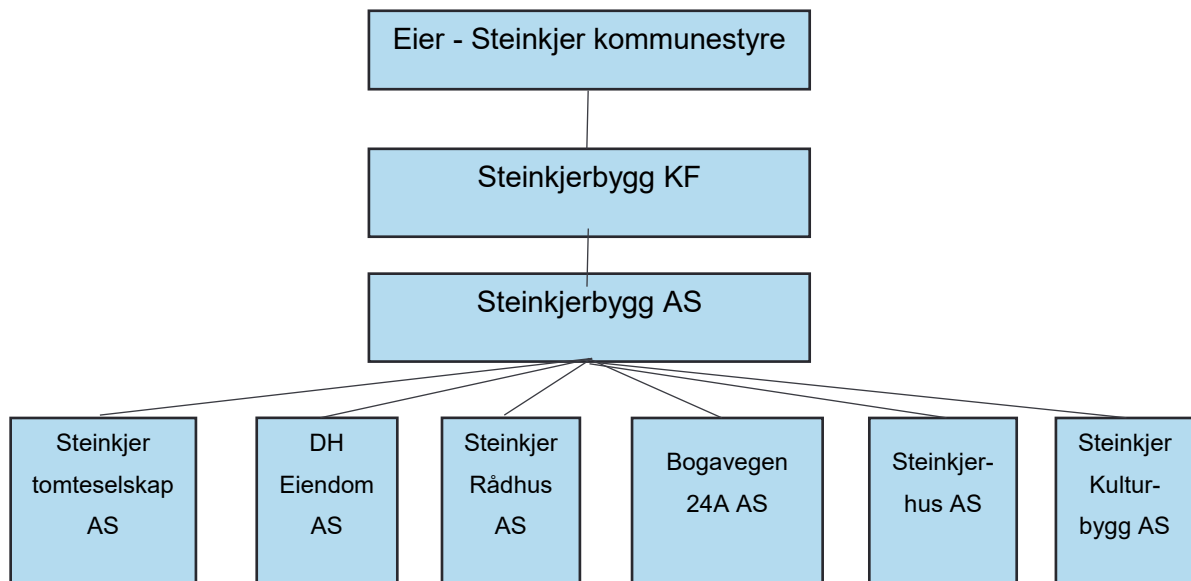 Eier - Steinkjer kommunestyre
Steinkjerbygg KF
Steinkjerbygg AS
Steinkjer
tomteselskap
AS
DH
Eiendom
AS
Steinkjer
Rådhus
AS
Bogavegen
24A AS
Steinkjer-
hus AS
Steinkjer
Kultur-
bygg AS